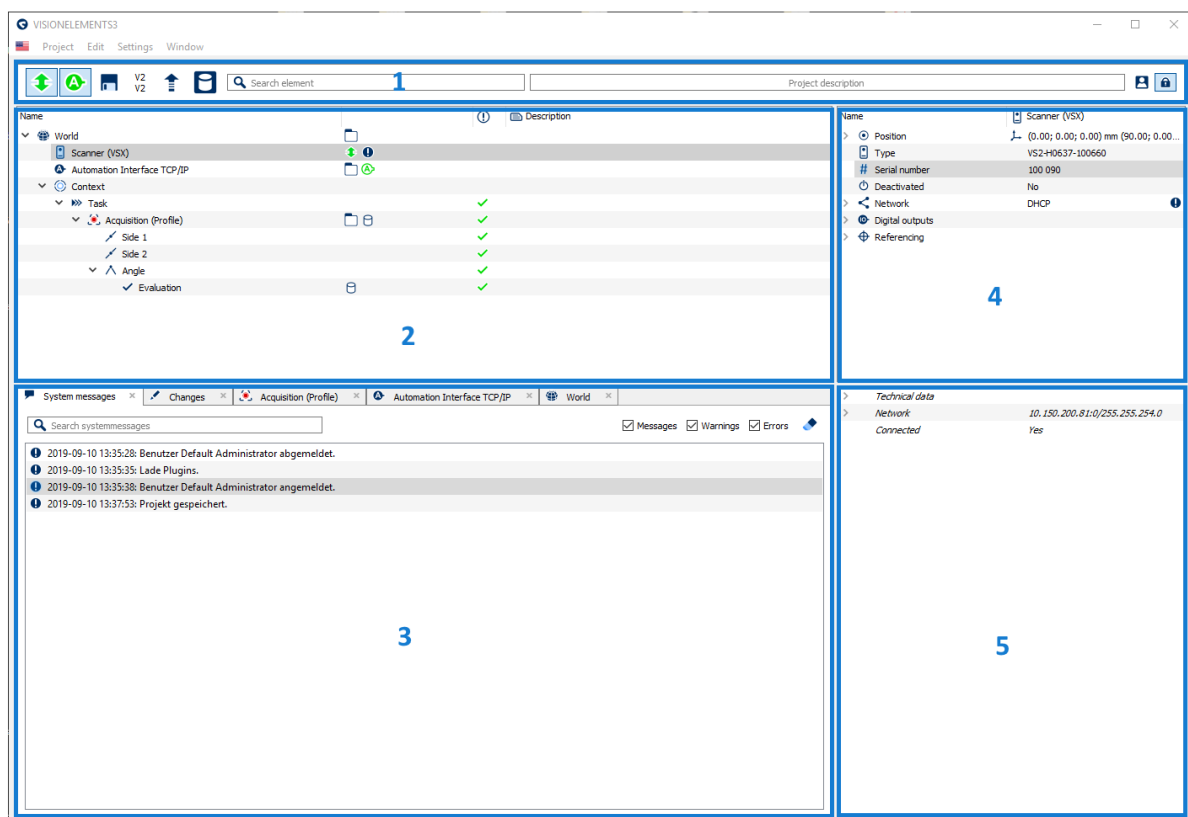 VISIONELEMENTS3
Project Edit Settings Window
V2
V2
Search element
1
Project description
Name Description
World
Scanner (VSX)
Automation Interface TCP/IP
Context
Task
Acquisition (Profile)
Side 1
Side 2
Angle
Evaluation
2
Name Scanner (VSX)
Position (0.00; 0.00; 0.00) mm (90.00; 0.00...
Type VS2-H0637-100660
# Serial number 100 090
Deactivated No
Network DHCP
Digital outputs
Referencing
4
System messages Changes Acquisition (Profile) Automation Interface TCP/IP World
Search systemmessages Messages Warnings Errors
2019-09-10 13:35:28: Benutzer Default Administrator abgemeldet.
2019-09-10 13:35:35: Lade Plugins.
2019-09-10 13:35:38: Benutzer Default Administrator angemeldet.
2019-09-10 13:37:53: Projekt gespeichert.
3
Technical data
Network 10.150.200.81:0/255.255.254.0
Connected Yes
5